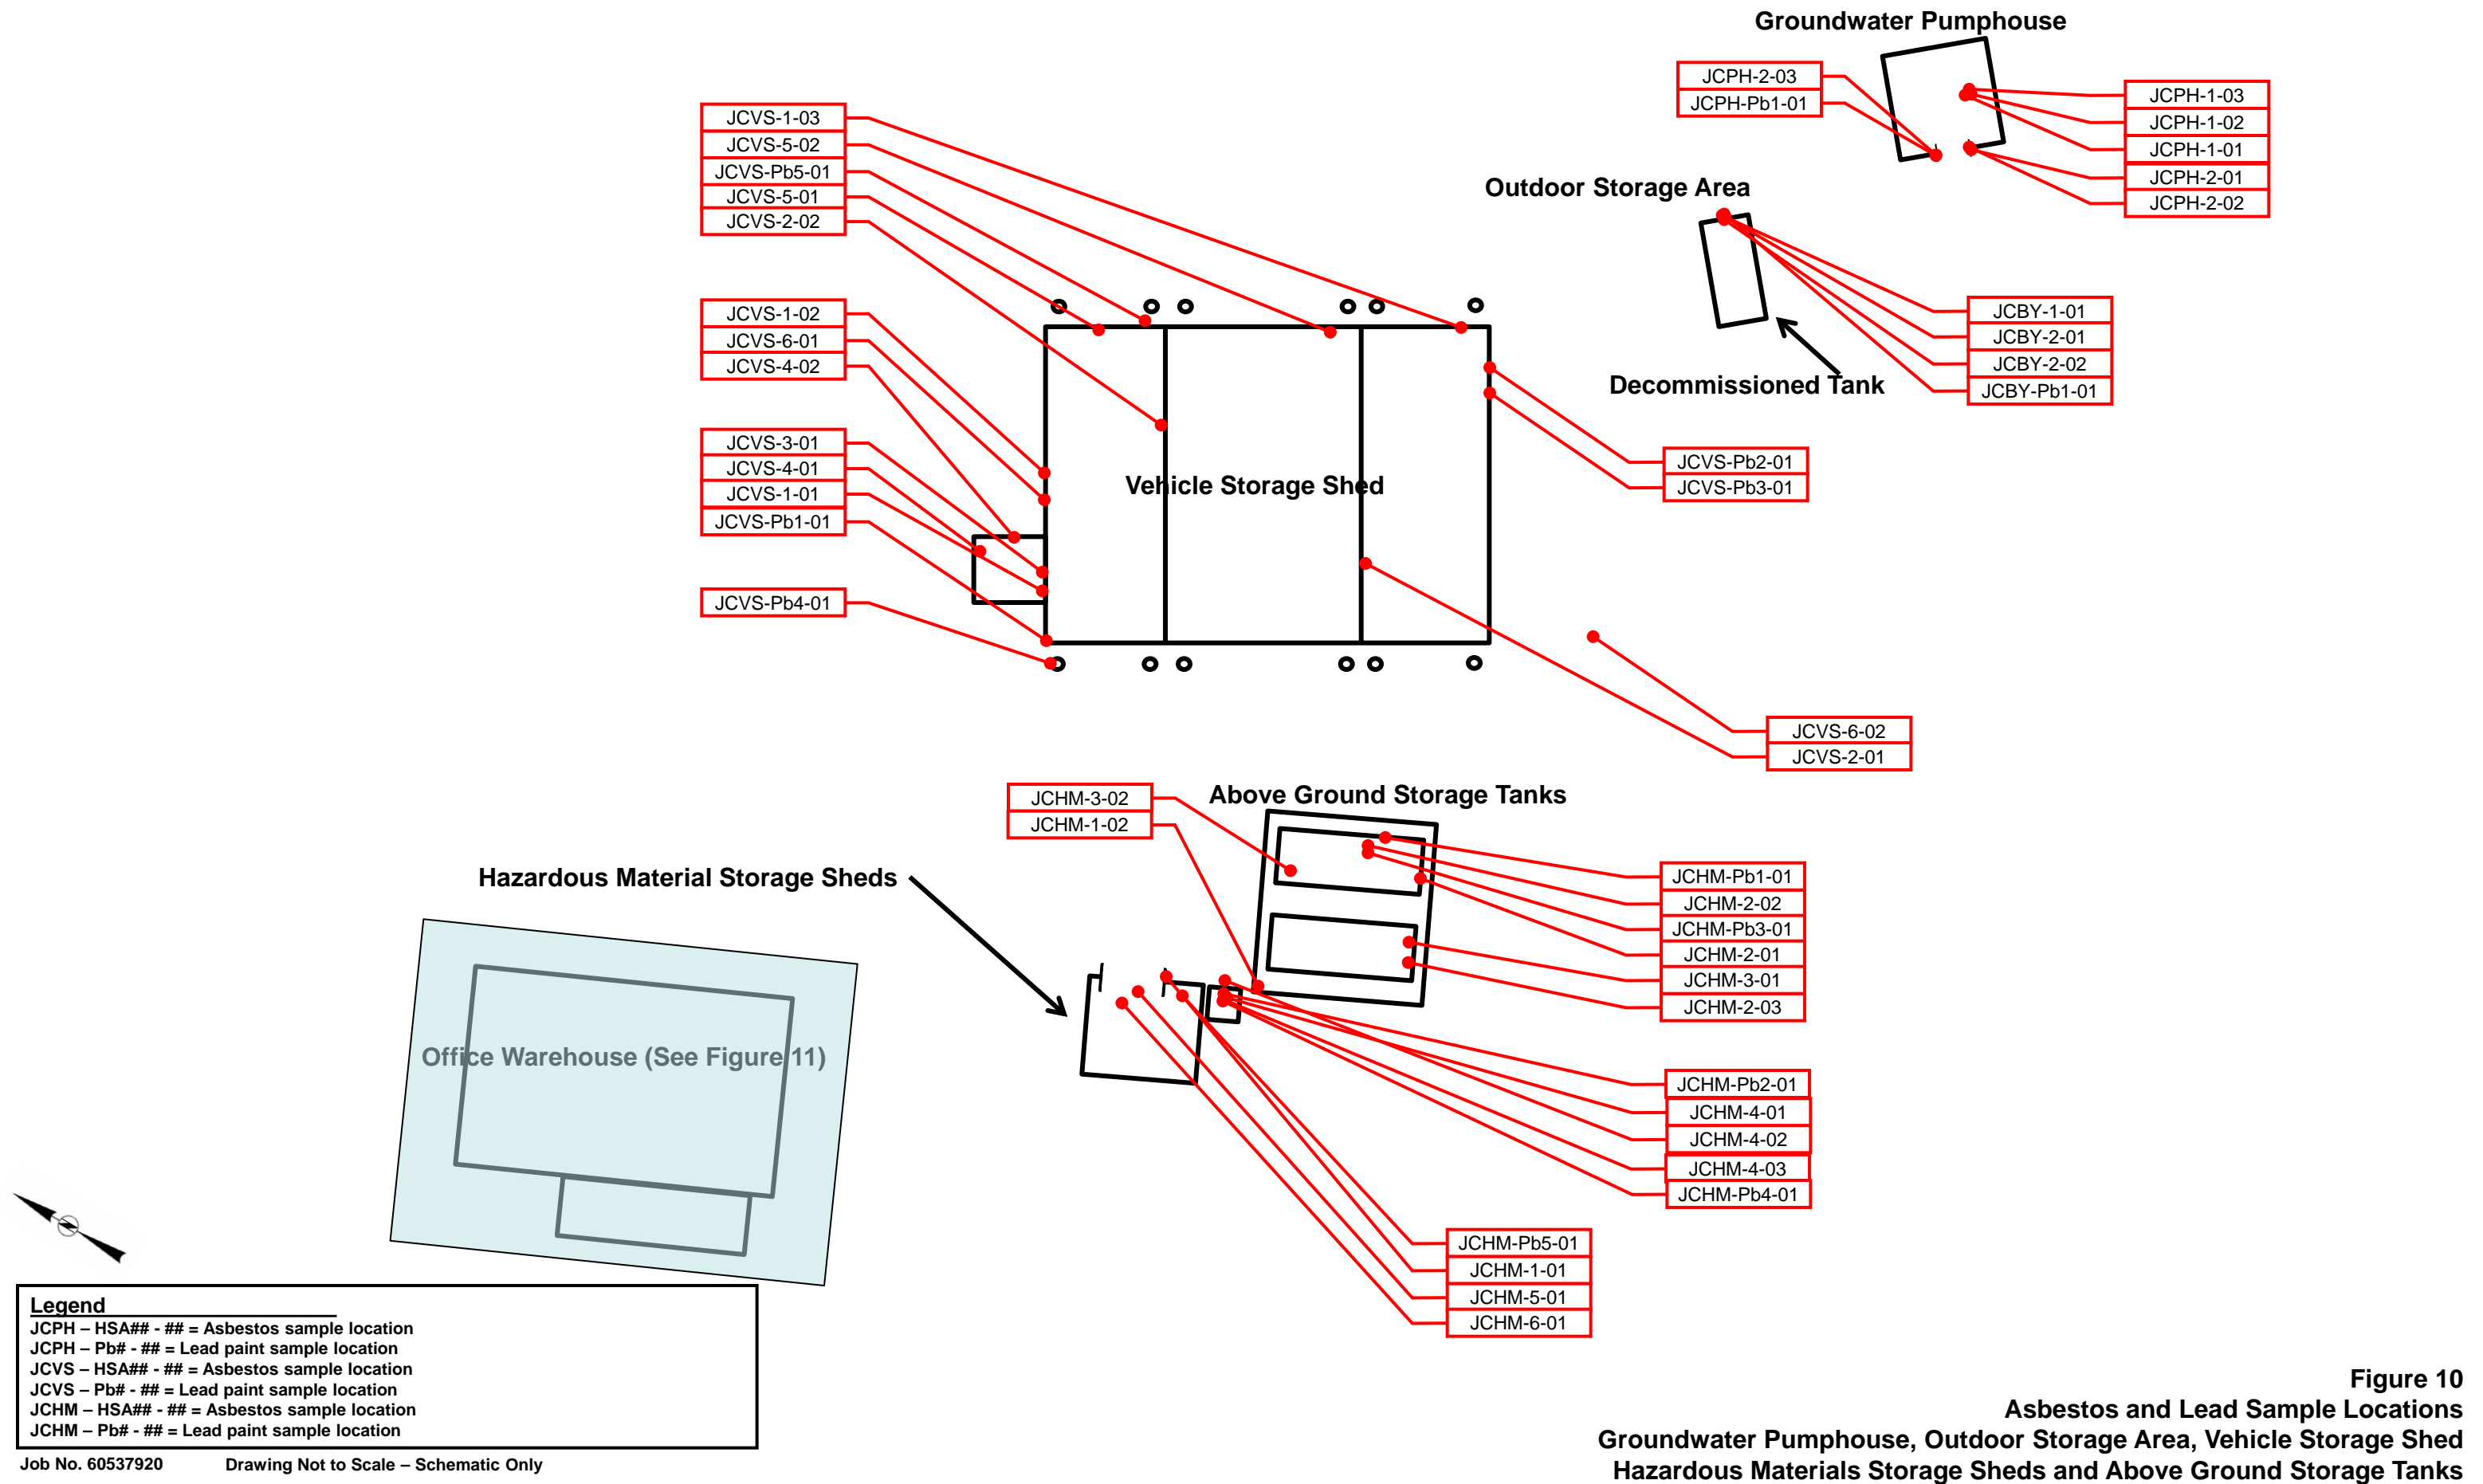 Groundwater Pumphouse
JCPH-2-03
JCPH-Pb1-01
JCPH-1-03
JCPH-1-02
JCPH-1-01
JCPH-2-01
JCPH-2-02
JCVS-1-03
JCVS-5-02
JCVS-Pb5-01
JCVS-5-01
JCVS-2-02
Outdoor Storage Area
JCBY-1-01
JCBY-2-01
JCBY-2-02
JCBY-Pb1-01
Decommissioned Tank
JCVS-1-02
JCVS-6-01
JCVS-4-02
JCVS-3-01
JCVS-4-01
JCVS-1-01
JCVS-Pb1-01
JCVS-Pb4-01
Vehicle Storage Shed
JCVS-Pb2-01
JCVS-Pb3-01
JCVS-6-02
JCVS-2-01
JCHM-3-02
JCHM-1-02
Above Ground Storage Tanks
Hazardous Material Storage Sheds
JCHM-Pb1-01
JCHM-2-02
JCHM-Pb3-01
JCHM-2-01
JCHM-3-01
JCHM-2-03
Office Warehouse (See Figure 11)
JCHM-Pb2-01
JCHM-4-01
JCHM-4-02
JCHM-4-03
JCHM-Pb4-01
JCHM-Pb5-01
JCHM-1-01
JCHM-5-01
JCHM-6-01
Legend
JCPH – HSA## - ## = Asbestos sample location
JCPH – Pb# - ## = Lead paint sample location
JCVS – HSA## - ## = Asbestos sample location
JCVS – Pb# - ## = Lead paint sample location
JCHM – HSA## - ## = Asbestos sample location
JCHM – Pb# - ## = Lead paint sample location
Job No. 60537920 Drawing Not to Scale – Schematic Only
Figure 10
Asbestos and Lead Sample Locations
Groundwater Pumphouse, Outdoor Storage Area, Vehicle Storage Shed
Hazardous Materials Storage Sheds and Above Ground Storage Tanks